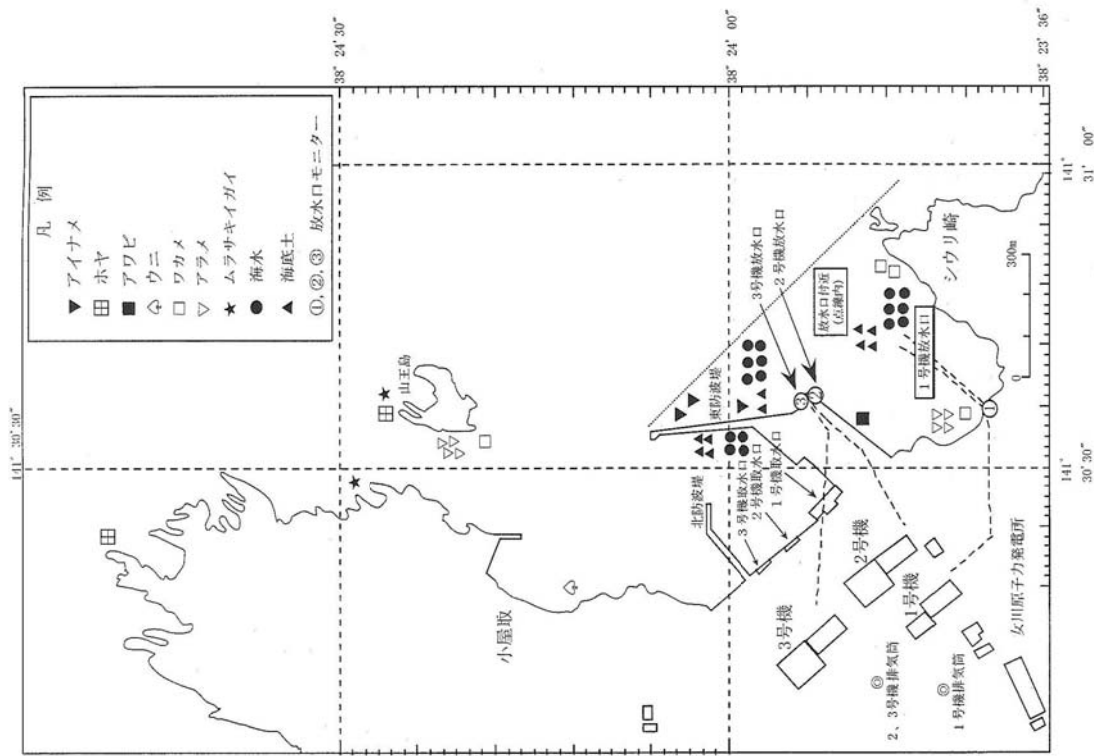 凡 例
アイナメ
ホヤ
アワビ
ウニ
ワカメ
アラメ
ムラサキイガイ
海水
海底土
①, ②, ③ 放水口モニター
38° 24′ 30″
38° 24′ 00″
38° 23′ 36″
141° 30′ 30″
141° 31′ 00″
141° 30′ 30″
山王島
小屋取
北防波堤
東防波堤
3号機取水口
2号機取水口
1号機取水口
3号機放水口
2号機放水口
放水口付近
(点線内)
1号機放水口
シウリ崎
③
②
①
0 300m
3号機
2号機
1号機
2、3号機排気筒
1号機排気筒
女川原子力発電所